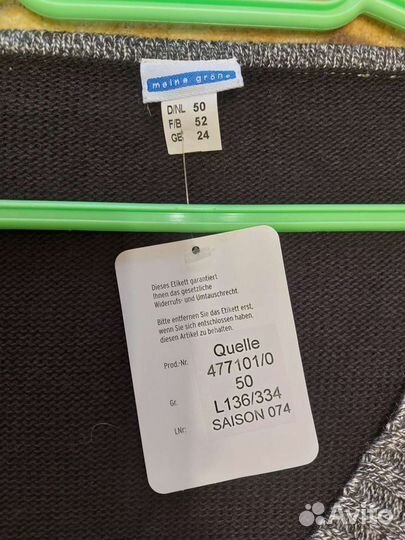 meine grön.
D/NL 50
F/B 52
GB 24
Dieses Etikett garantiert
Ihnen das gesetzliche
Widerrufs- und Umtauschrecht.
Bitte entfernen Sie das Etikett erst,
wenn Sie sich entschlossen haben,
diesen Artikel zu behalten.
Prod.-Nr. Quelle
477101/0
Gr. 50
L136/334
LNr: SAISON 074
Avito